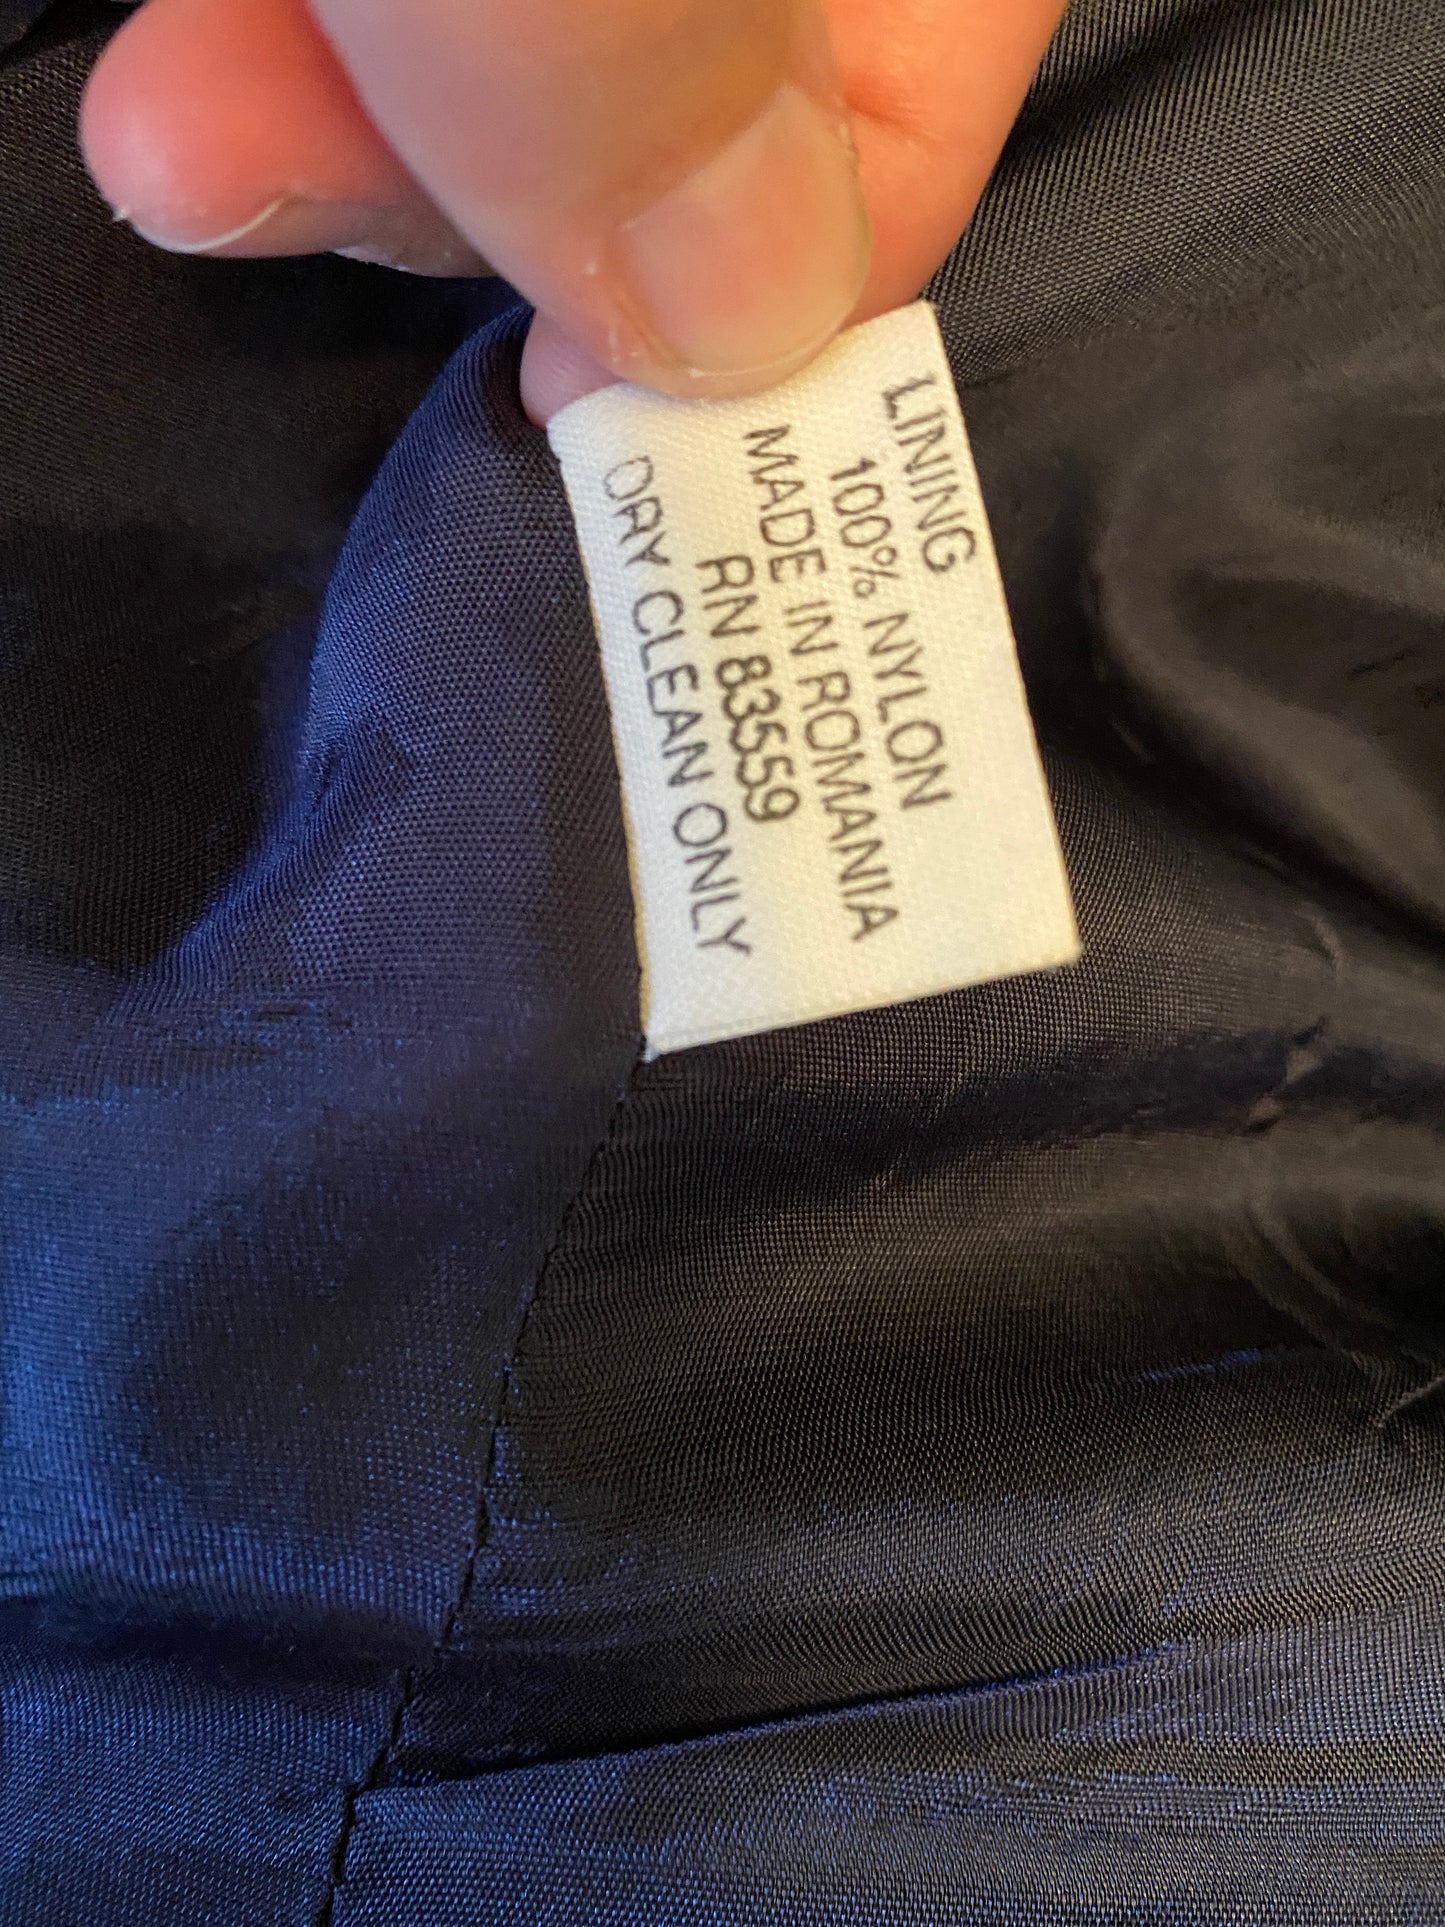 LINING
100% NYLON
MADE IN ROMANIA
RN 83559
DRY CLEAN ONLY